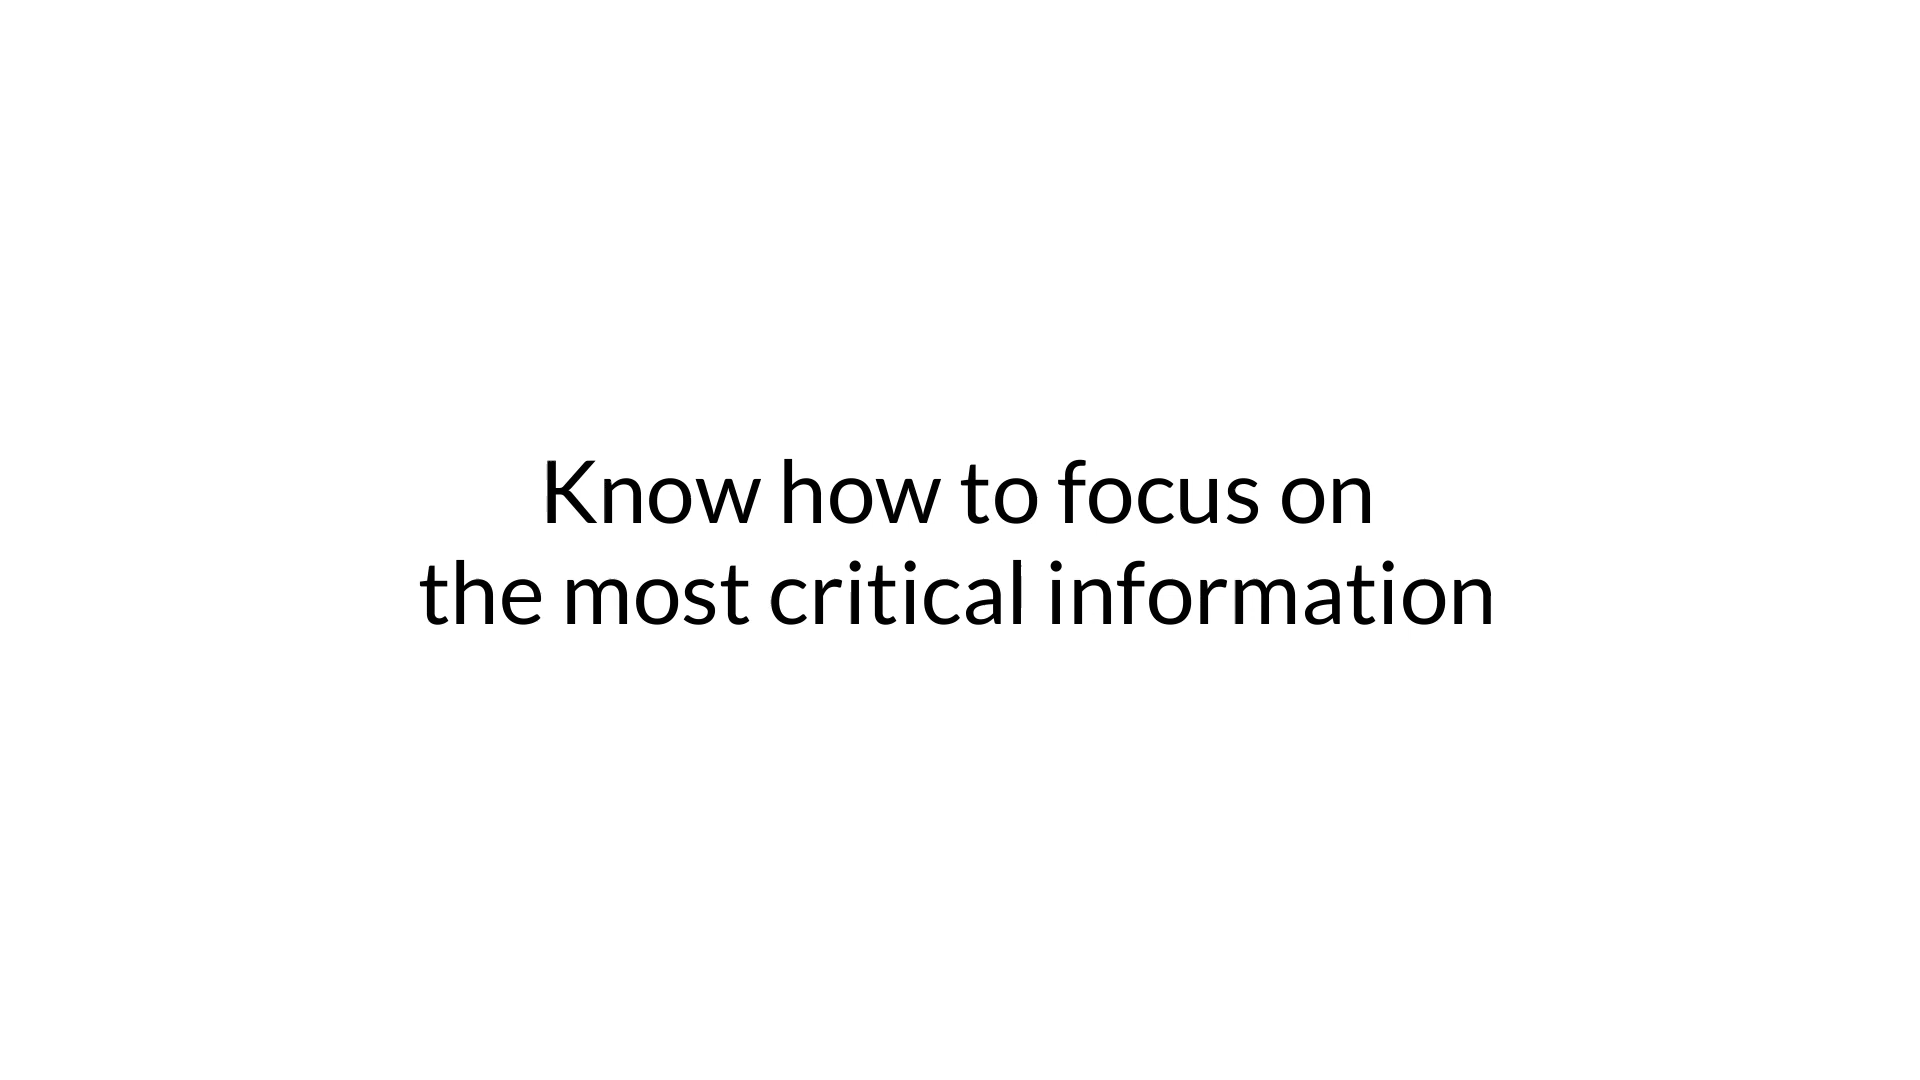 Know how to focus on
the most critical information